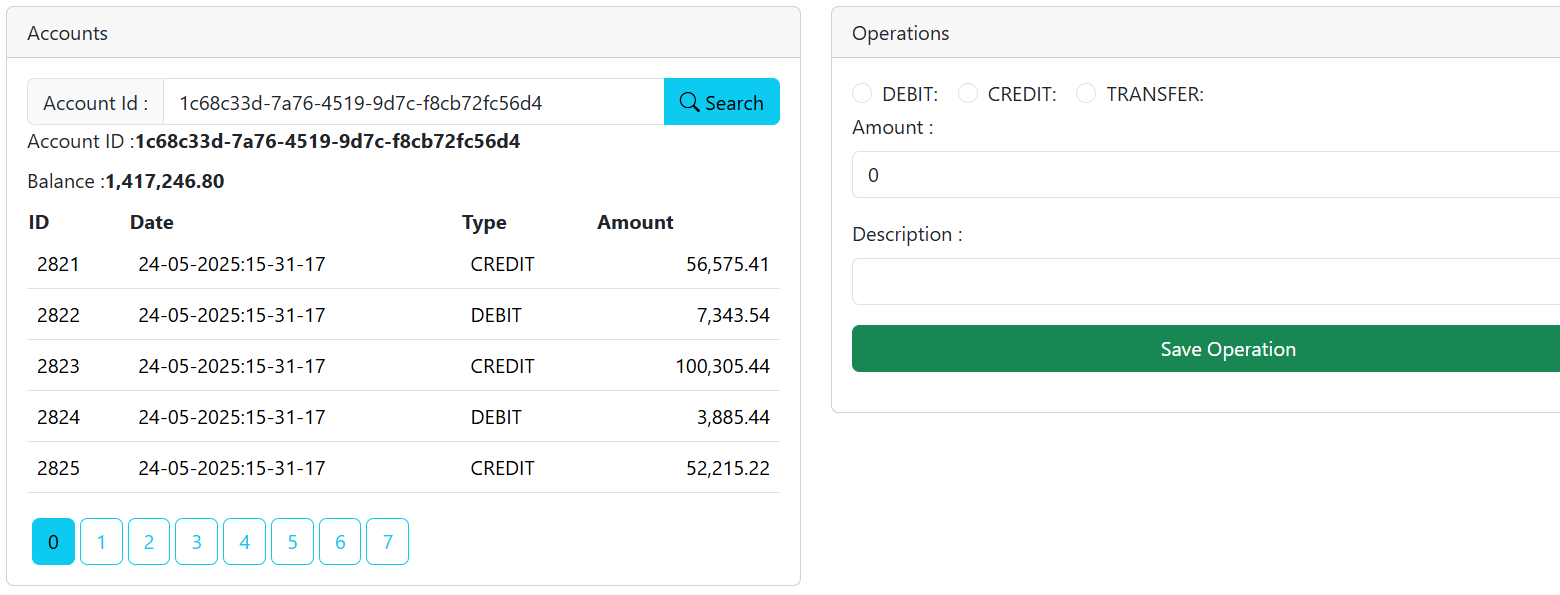 Accounts
Account Id : 1c68c33d-7a76-4519-9d7c-f8cb72fc56d4 Search
Account ID :1c68c33d-7a76-4519-9d7c-f8cb72fc56d4
Balance :1,417,246.80
ID Date Type Amount
2821 24-05-2025:15-31-17 CREDIT 56,575.41
2822 24-05-2025:15-31-17 DEBIT 7,343.54
2823 24-05-2025:15-31-17 CREDIT 100,305.44
2824 24-05-2025:15-31-17 DEBIT 3,885.44
2825 24-05-2025:15-31-17 CREDIT 52,215.22
0 1 2 3 4 5 6 7
Operations
DEBIT: CREDIT: TRANSFER:
Amount :
0
Description :
Save Operation